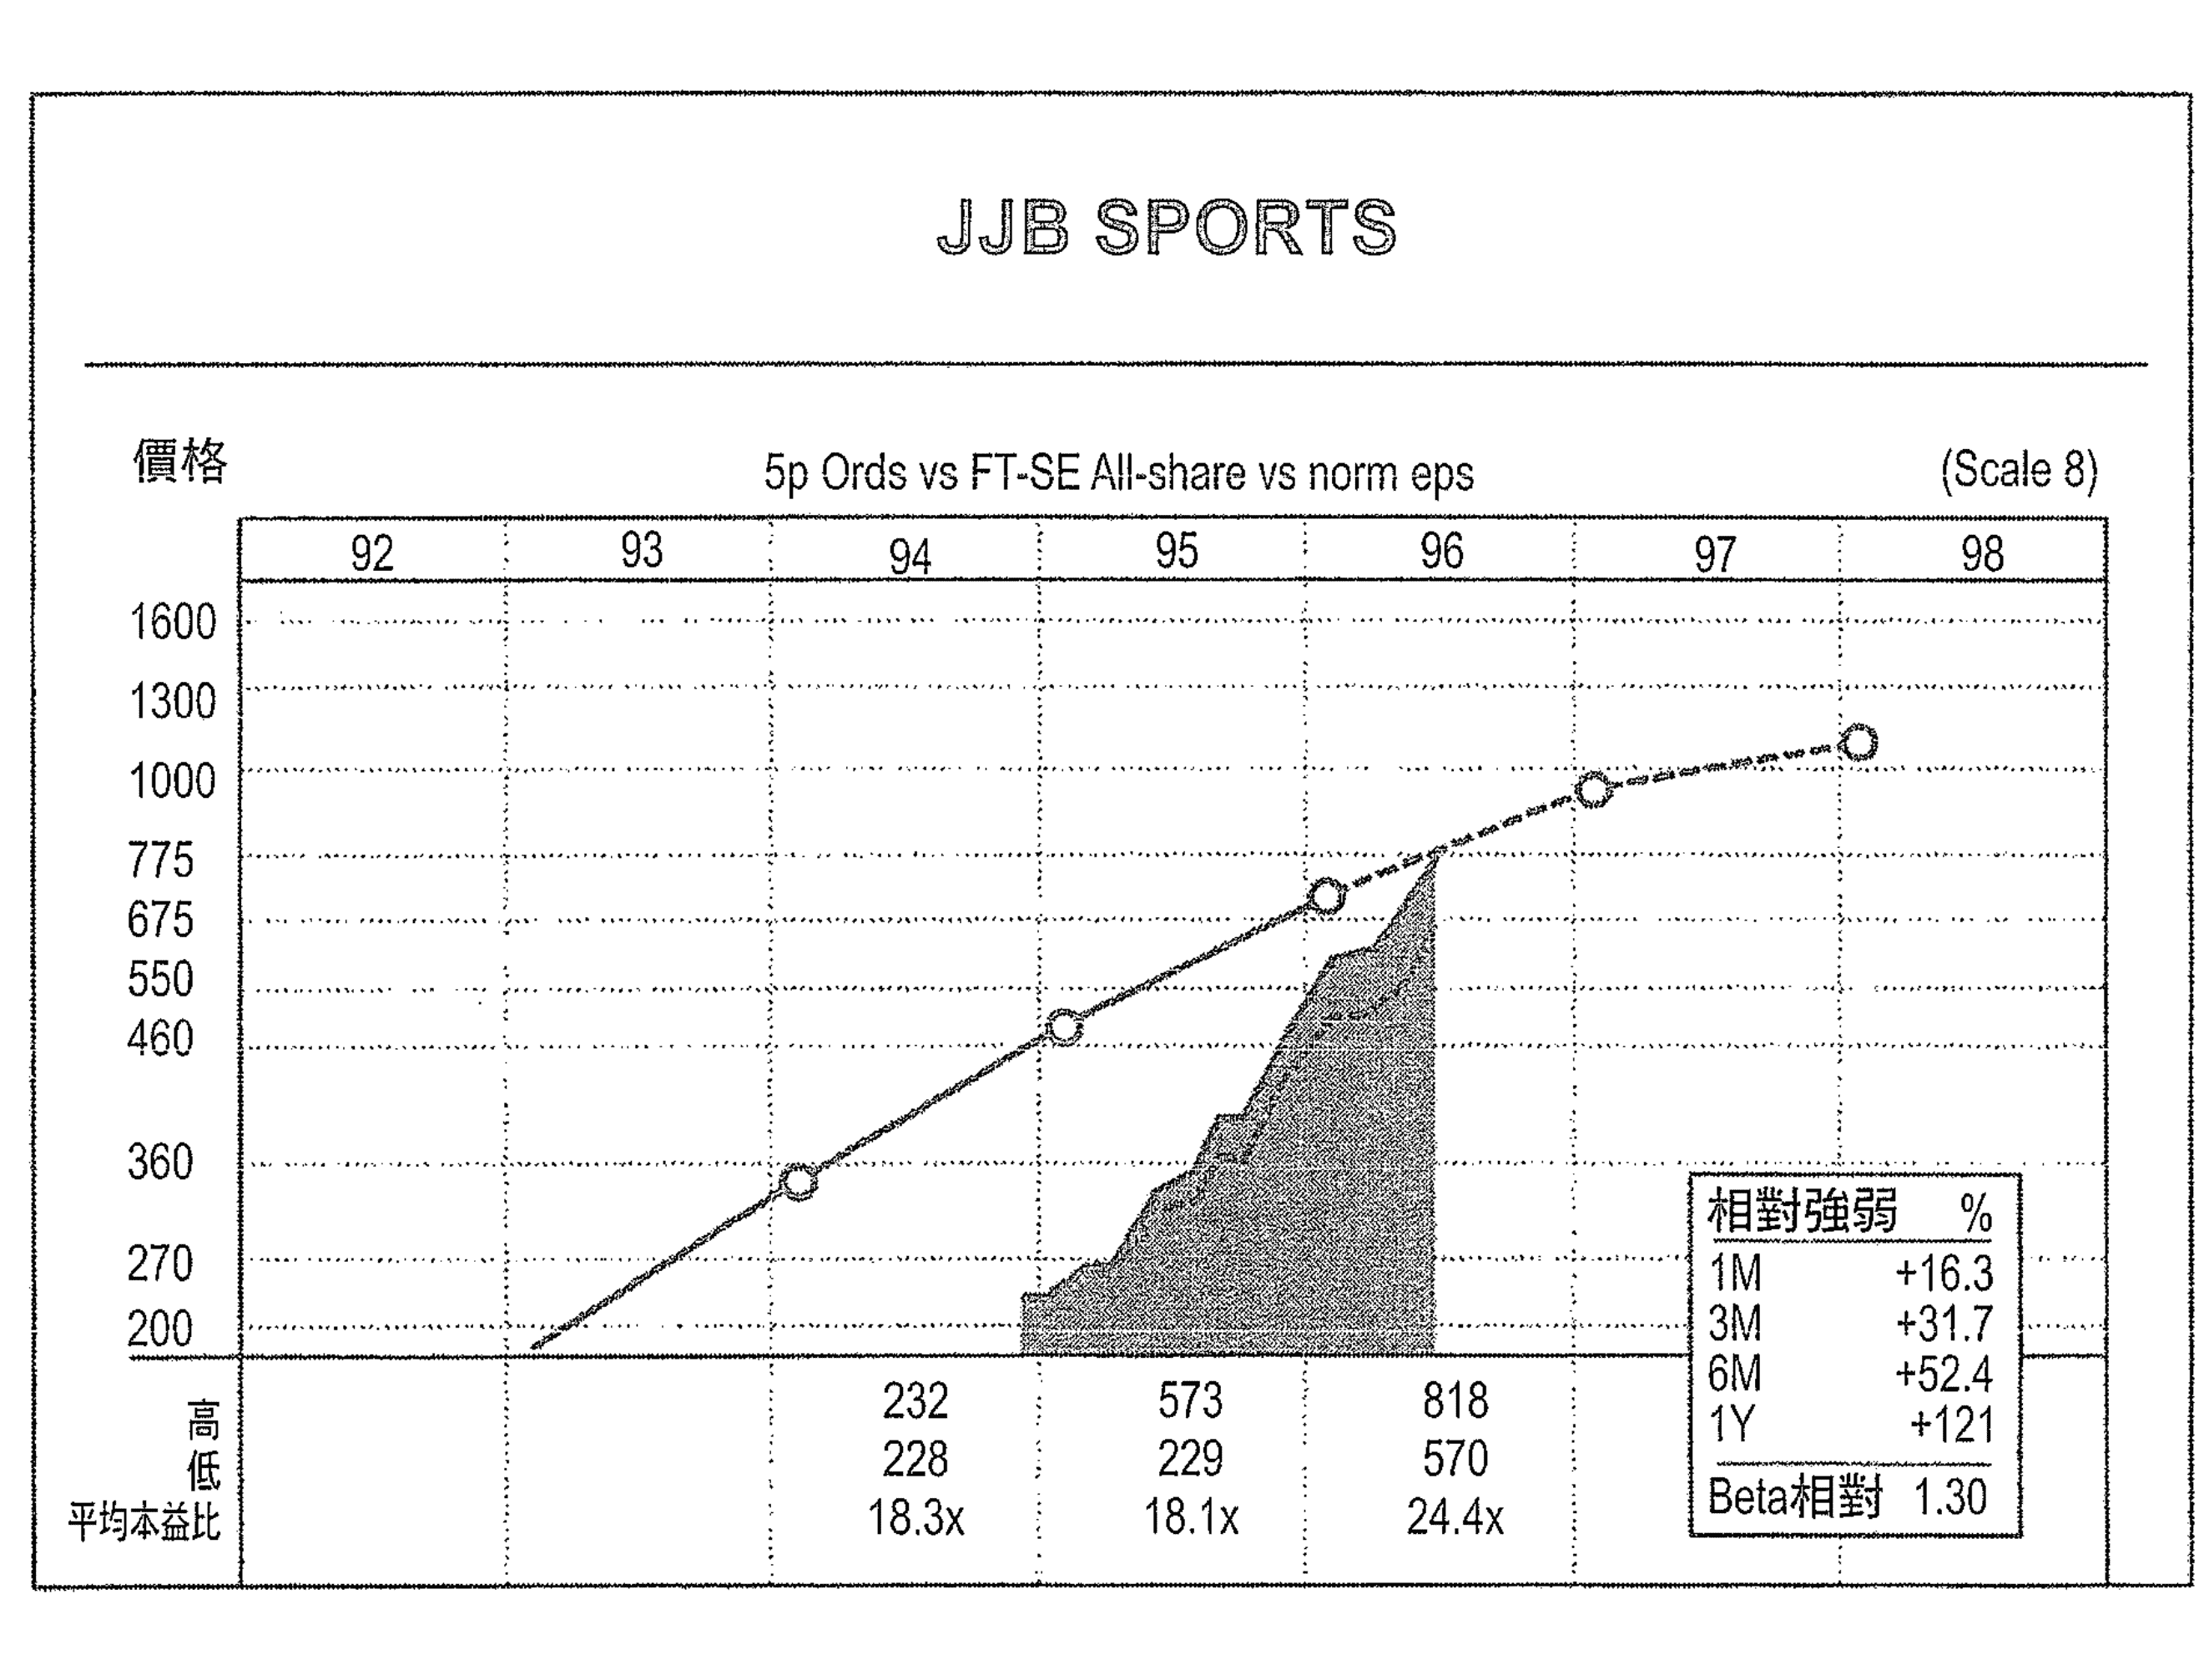 JJB SPORTS
價格 5p Ords vs FT-SE All-share vs norm eps (Scale 8)
92 93 94 95 96 97 98
1600
1300
1000
775
675
550
460
360
270
200
相對強弱 %
1M +16.3
3M +31.7
6M +52.4
1Y +121
Beta相對 1.30
高 232 573 818
低 228 229 570
平均本益比 18.3x 18.1x 24.4x